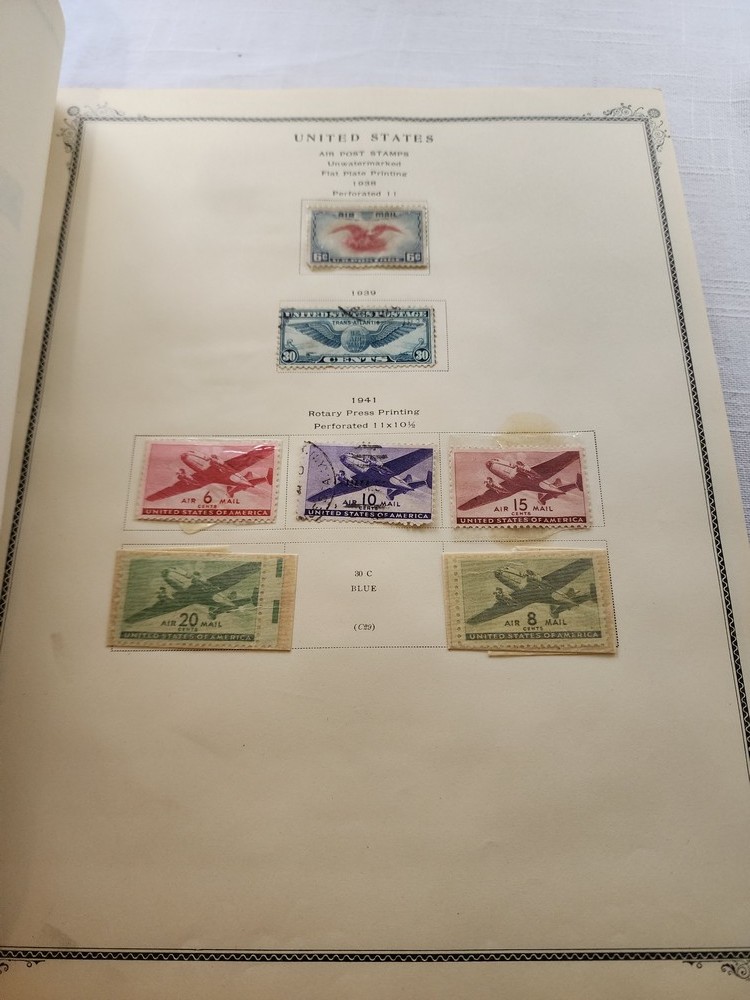 UNITED STATES
AIR POST STAMPS
Unwatermarked
Flat Plate Printing
1938
Perforated 11
AIR MAIL
6¢ 6¢
1939
UNITED STATES POSTAGE
TRANS-ATLANTIC
30 CENTS 30
1941
Rotary Press Printing
Perforated 11x10½
AIR 6 MAIL
CENTS
UNITED STATES OF AMERICA
AIR 10 MAIL
CENTS
UNITED STATES OF AMERICA
AIR 15 MAIL
CENTS
UNITED STATES OF AMERICA
AIR 20 MAIL
CENTS
UNITED STATES OF AMERICA
30 C
BLUE
(C29)
AIR 8 MAIL
CENTS
UNITED STATES OF AMERICA